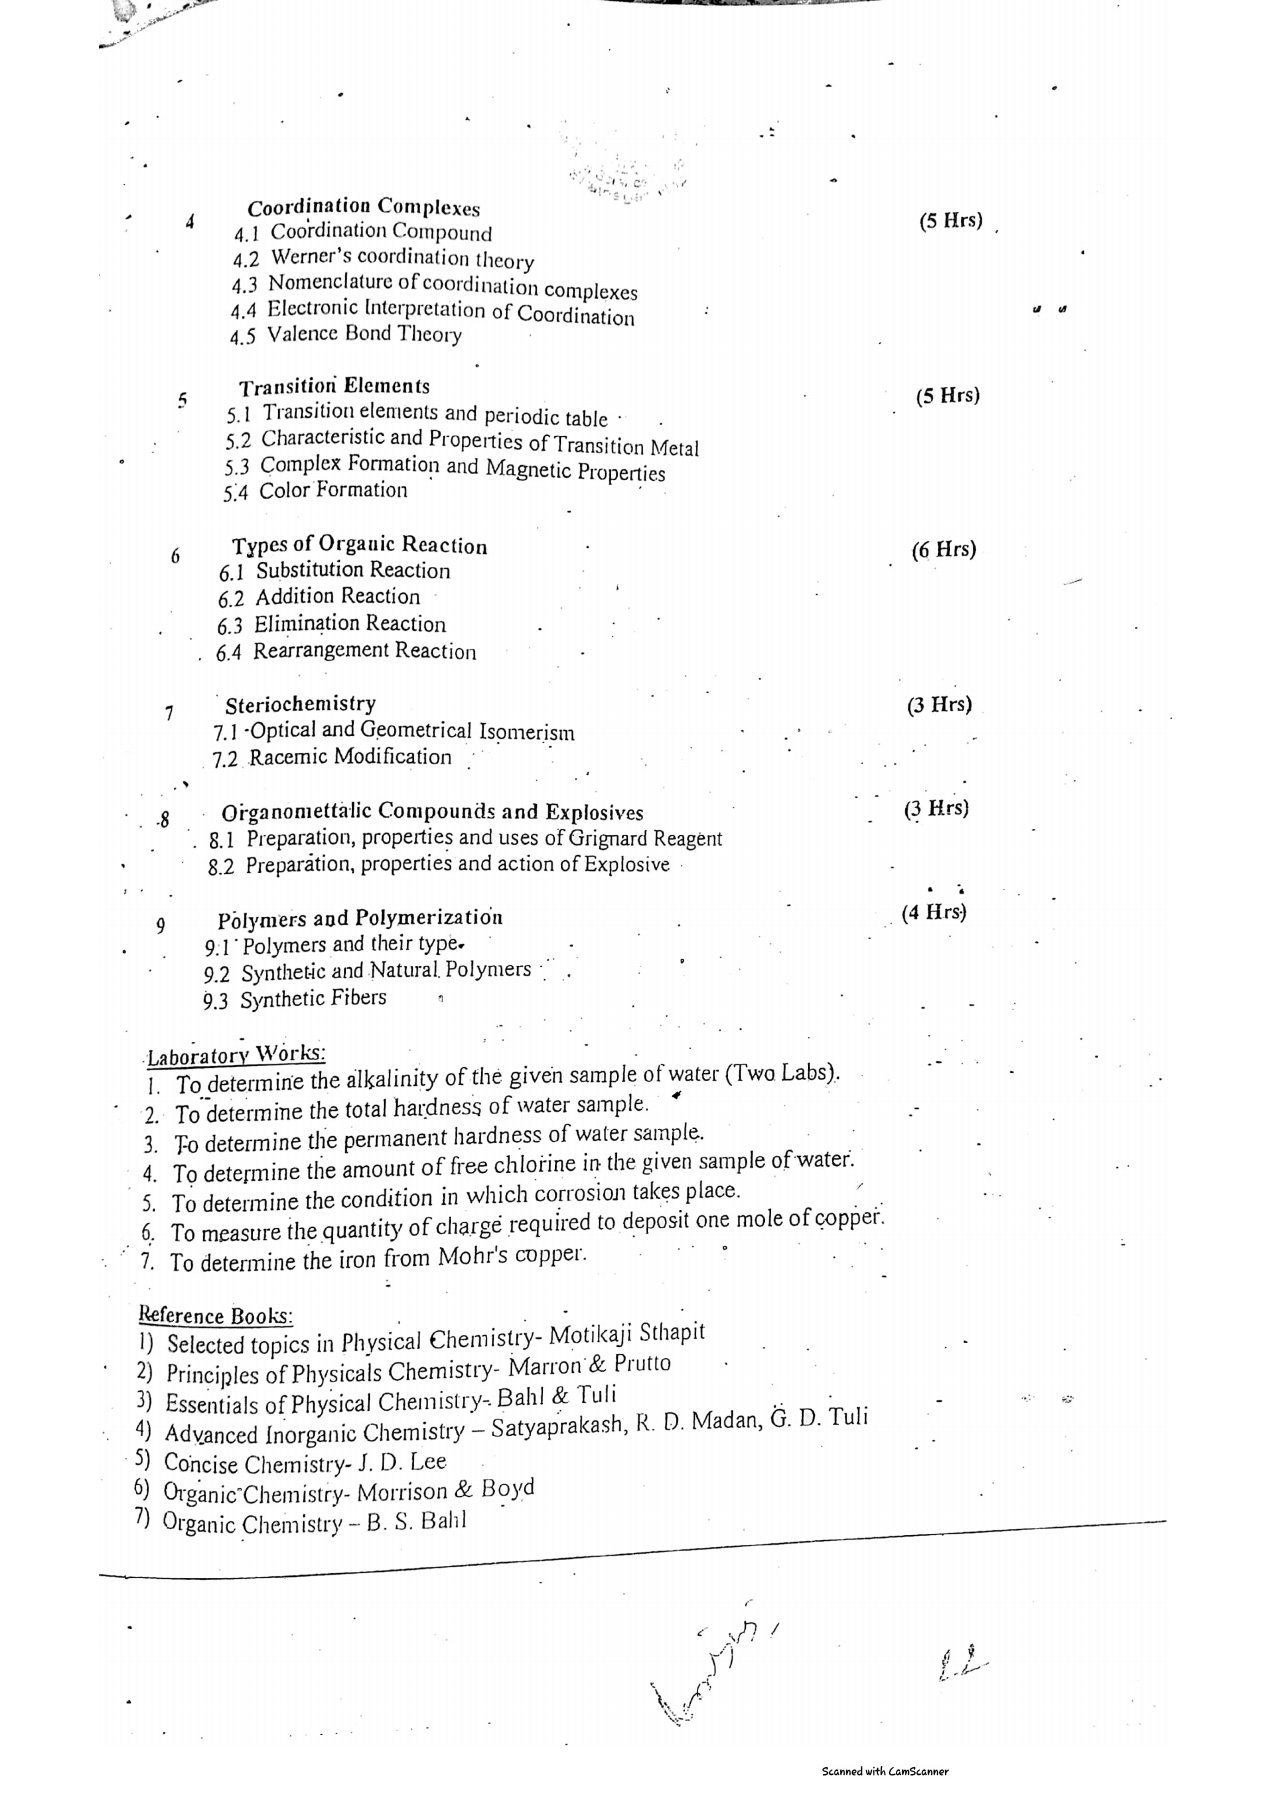 4 Coordination Complexes (5 Hrs)
4.1 Coordination Compound
4.2 Werner's coordination theory
4.3 Nomenclature of coordination complexes
4.4 Electronic Interpretation of Coordination
4.5 Valence Bond Theory
5 Transition Elements (5 Hrs)
5.1 Transition elements and periodic table
5.2 Characteristic and Properties of Transition Metal
5.3 Complex Formation and Magnetic Properties
5.4 Color Formation
6 Types of Organic Reaction (6 Hrs)
6.1 Substitution Reaction
6.2 Addition Reaction
6.3 Elimination Reaction
6.4 Rearrangement Reaction
7 Steriochemistry (3 Hrs)
7.1 Optical and Geometrical Isomerism
7.2 Racemic Modification
8 Organomettalic Compounds and Explosives (3 Hrs)
8.1 Preparation, properties and uses of Grignard Reagent
8.2 Preparation, properties and action of Explosive
9 Polymers and Polymerization (4 Hrs)
9.1 Polymers and their type
9.2 Synthetic and Natural Polymers
9.3 Synthetic Fibers
Laboratory Works:
1. To determine the alkalinity of the given sample of water (Two Labs).
2. To determine the total hardness of water sample.
3. To determine the permanent hardness of water sample.
4. To determine the amount of free chlorine in the given sample of water.
5. To determine the condition in which corrosion takes place.
6. To measure the quantity of charge required to deposit one mole of copper.
7. To determine the iron from Mohr's copper.
Reference Books:
1) Selected topics in Physical Chemistry- Motikaji Sthapit
2) Principles of Physicals Chemistry- Marron & Prutto
3) Essentials of Physical Chemistry- Bahl & Tuli
4) Advanced Inorganic Chemistry – Satyaprakash, R. D. Madan, G. D. Tuli
5) Concise Chemistry- J. D. Lee
6) Organic Chemistry- Morrison & Boyd
7) Organic Chemistry – B. S. Bahl
Scanned with CamScanner